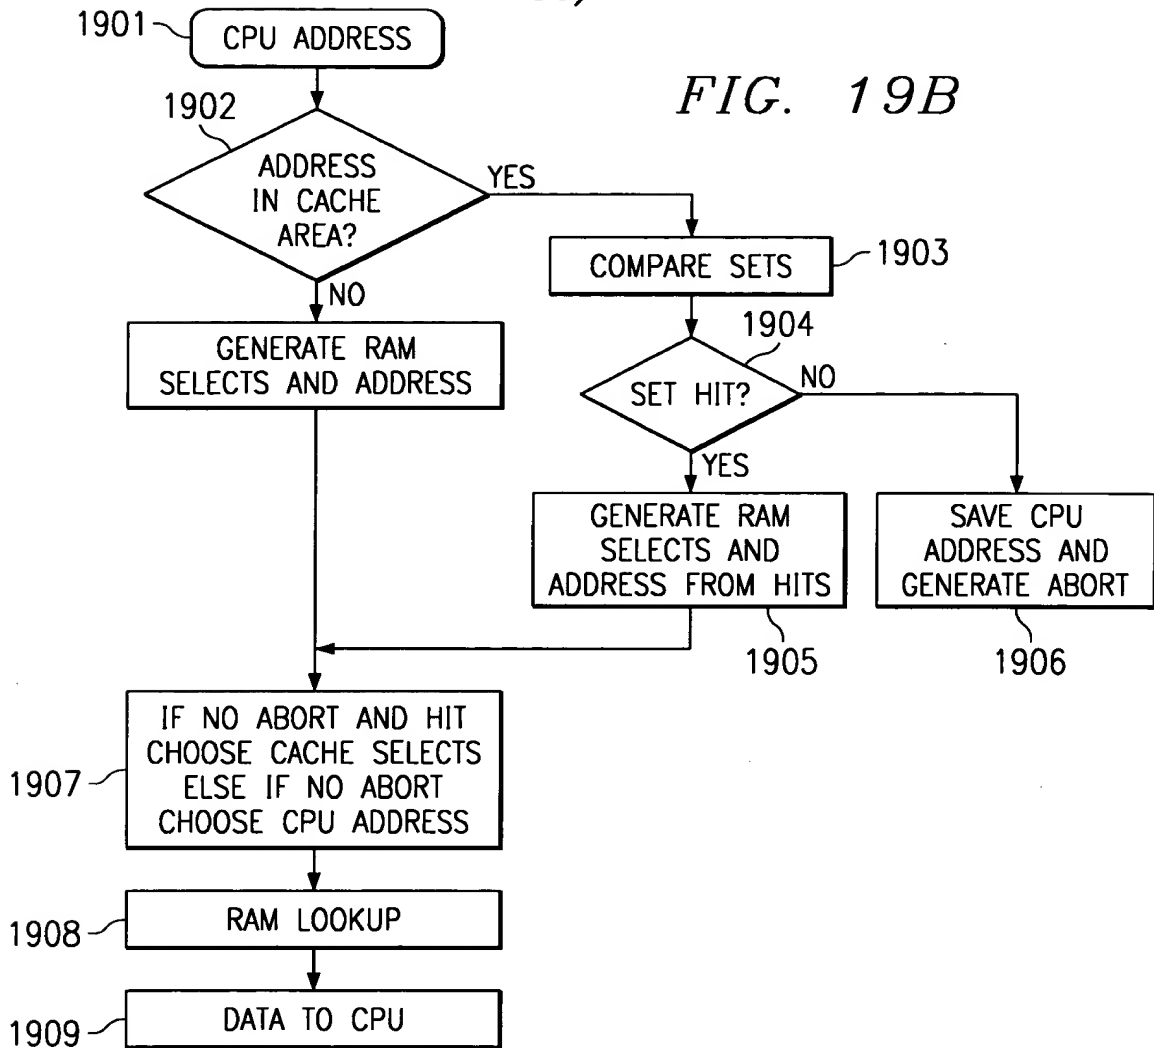 1901
CPU ADDRESS
FIG. 19B
1902
ADDRESS
IN CACHE
AREA?
YES
NO
COMPARE SETS
1903
GENERATE RAM
SELECTS AND ADDRESS
1904
SET HIT?
NO
YES
GENERATE RAM
SELECTS AND
ADDRESS FROM HITS
1905
SAVE CPU
ADDRESS AND
GENERATE ABORT
1906
IF NO ABORT AND HIT
CHOOSE CACHE SELECTS
ELSE IF NO ABORT
CHOOSE CPU ADDRESS
1907
RAM LOOKUP
1908
DATA TO CPU
1909